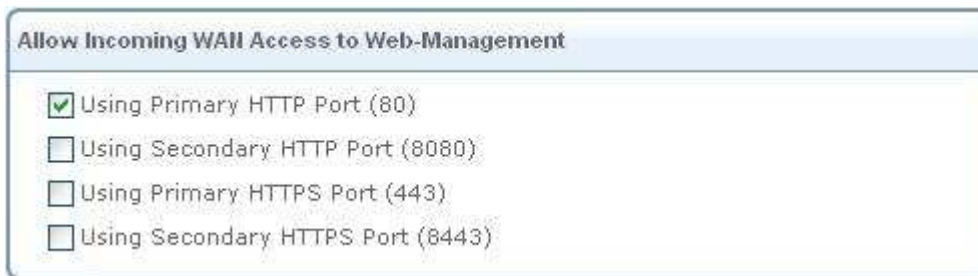 Allow Incoming WAN Access to Web-Management
Using Primary HTTP Port (80)
Using Secondary HTTP Port (8080)
Using Primary HTTPS Port (443)
Using Secondary HTTPS Port (8443)